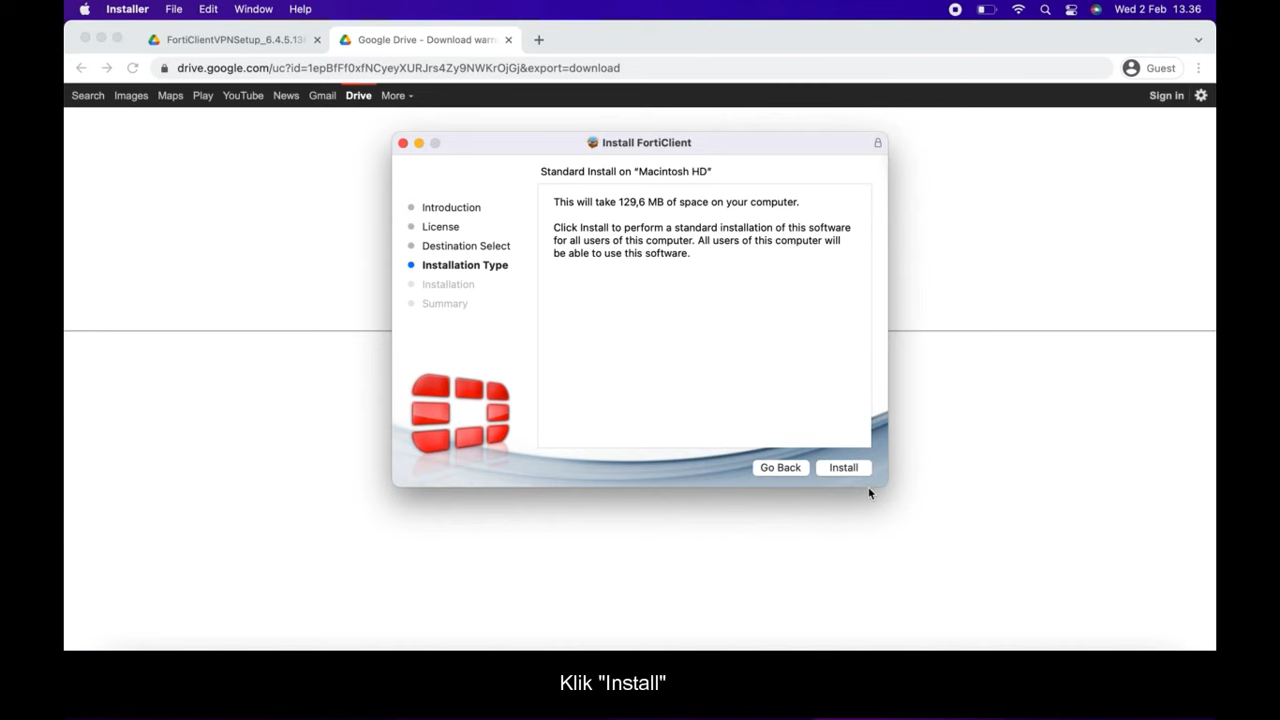 Installer File Edit Window Help Wed 2 Feb 13.36
FortiClientVPNSetup_6.4.5.13 Google Drive - Download warn
drive.google.com/uc?id=1epBfFf0xfNCyeyXURJrs4Zy9NWKrOjGj&export=download Guest
Search Images Maps Play YouTube News Gmail Drive More Sign in
Install FortiClient
Standard Install on "Macintosh HD"
Introduction
License
Destination Select
Installation Type
Installation
Summary
This will take 129,6 MB of space on your computer.
Click Install to perform a standard installation of this software
for all users of this computer. All users of this computer will
be able to use this software.
Go Back Install
Klik "Install"